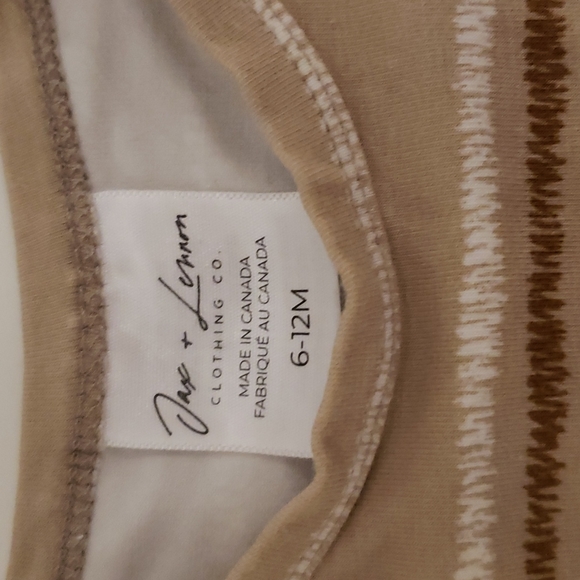 Jax + Lennon
CLOTHING CO.
MADE IN CANADA
FABRIQUÉ AU CANADA
6-12M